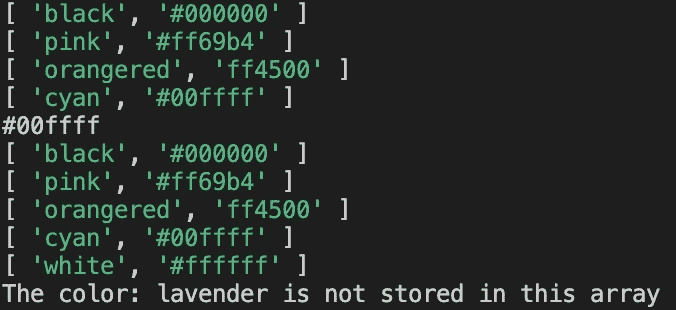 [ 'black', '#000000' ]
[ 'pink', '#ff69b4' ]
[ 'orangered', 'ff4500' ]
[ 'cyan', '#00ffff' ]
#00ffff
[ 'black', '#000000' ]
[ 'pink', '#ff69b4' ]
[ 'orangered', 'ff4500' ]
[ 'cyan', '#00ffff' ]
[ 'white', '#ffffff' ]
The color: lavender is not stored in this array